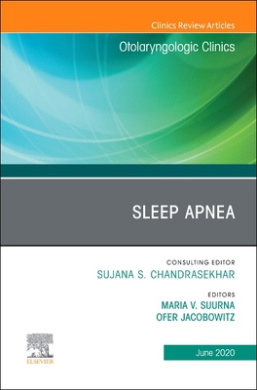 Clinics Review Articles
Otolaryngologic Clinics
SLEEP APNEA
CONSULTING EDITOR
SUJANA S. CHANDRASEKHAR
EDITORS
MARIA V. SUURNA
OFER JACOBOWITZ
ELSEVIER
June 2020